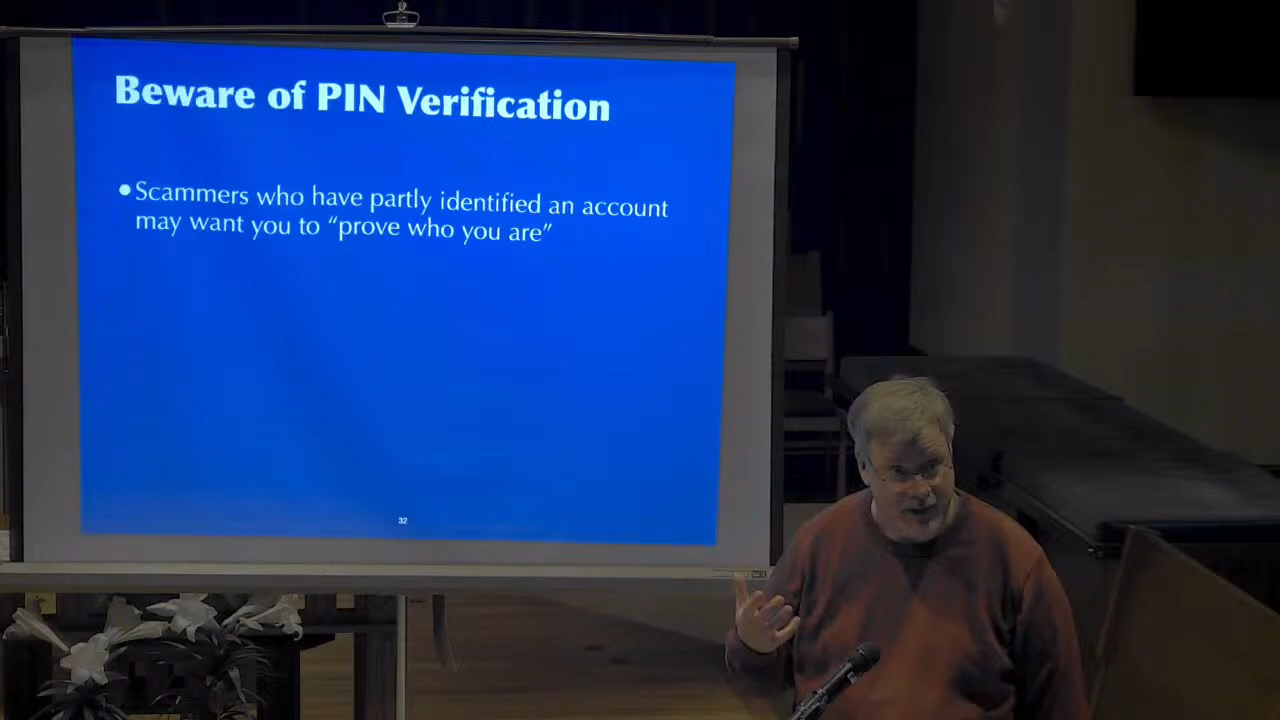 Beware of PIN Verification
•Scammers who have partly identified an account
may want you to “prove who you are”
32